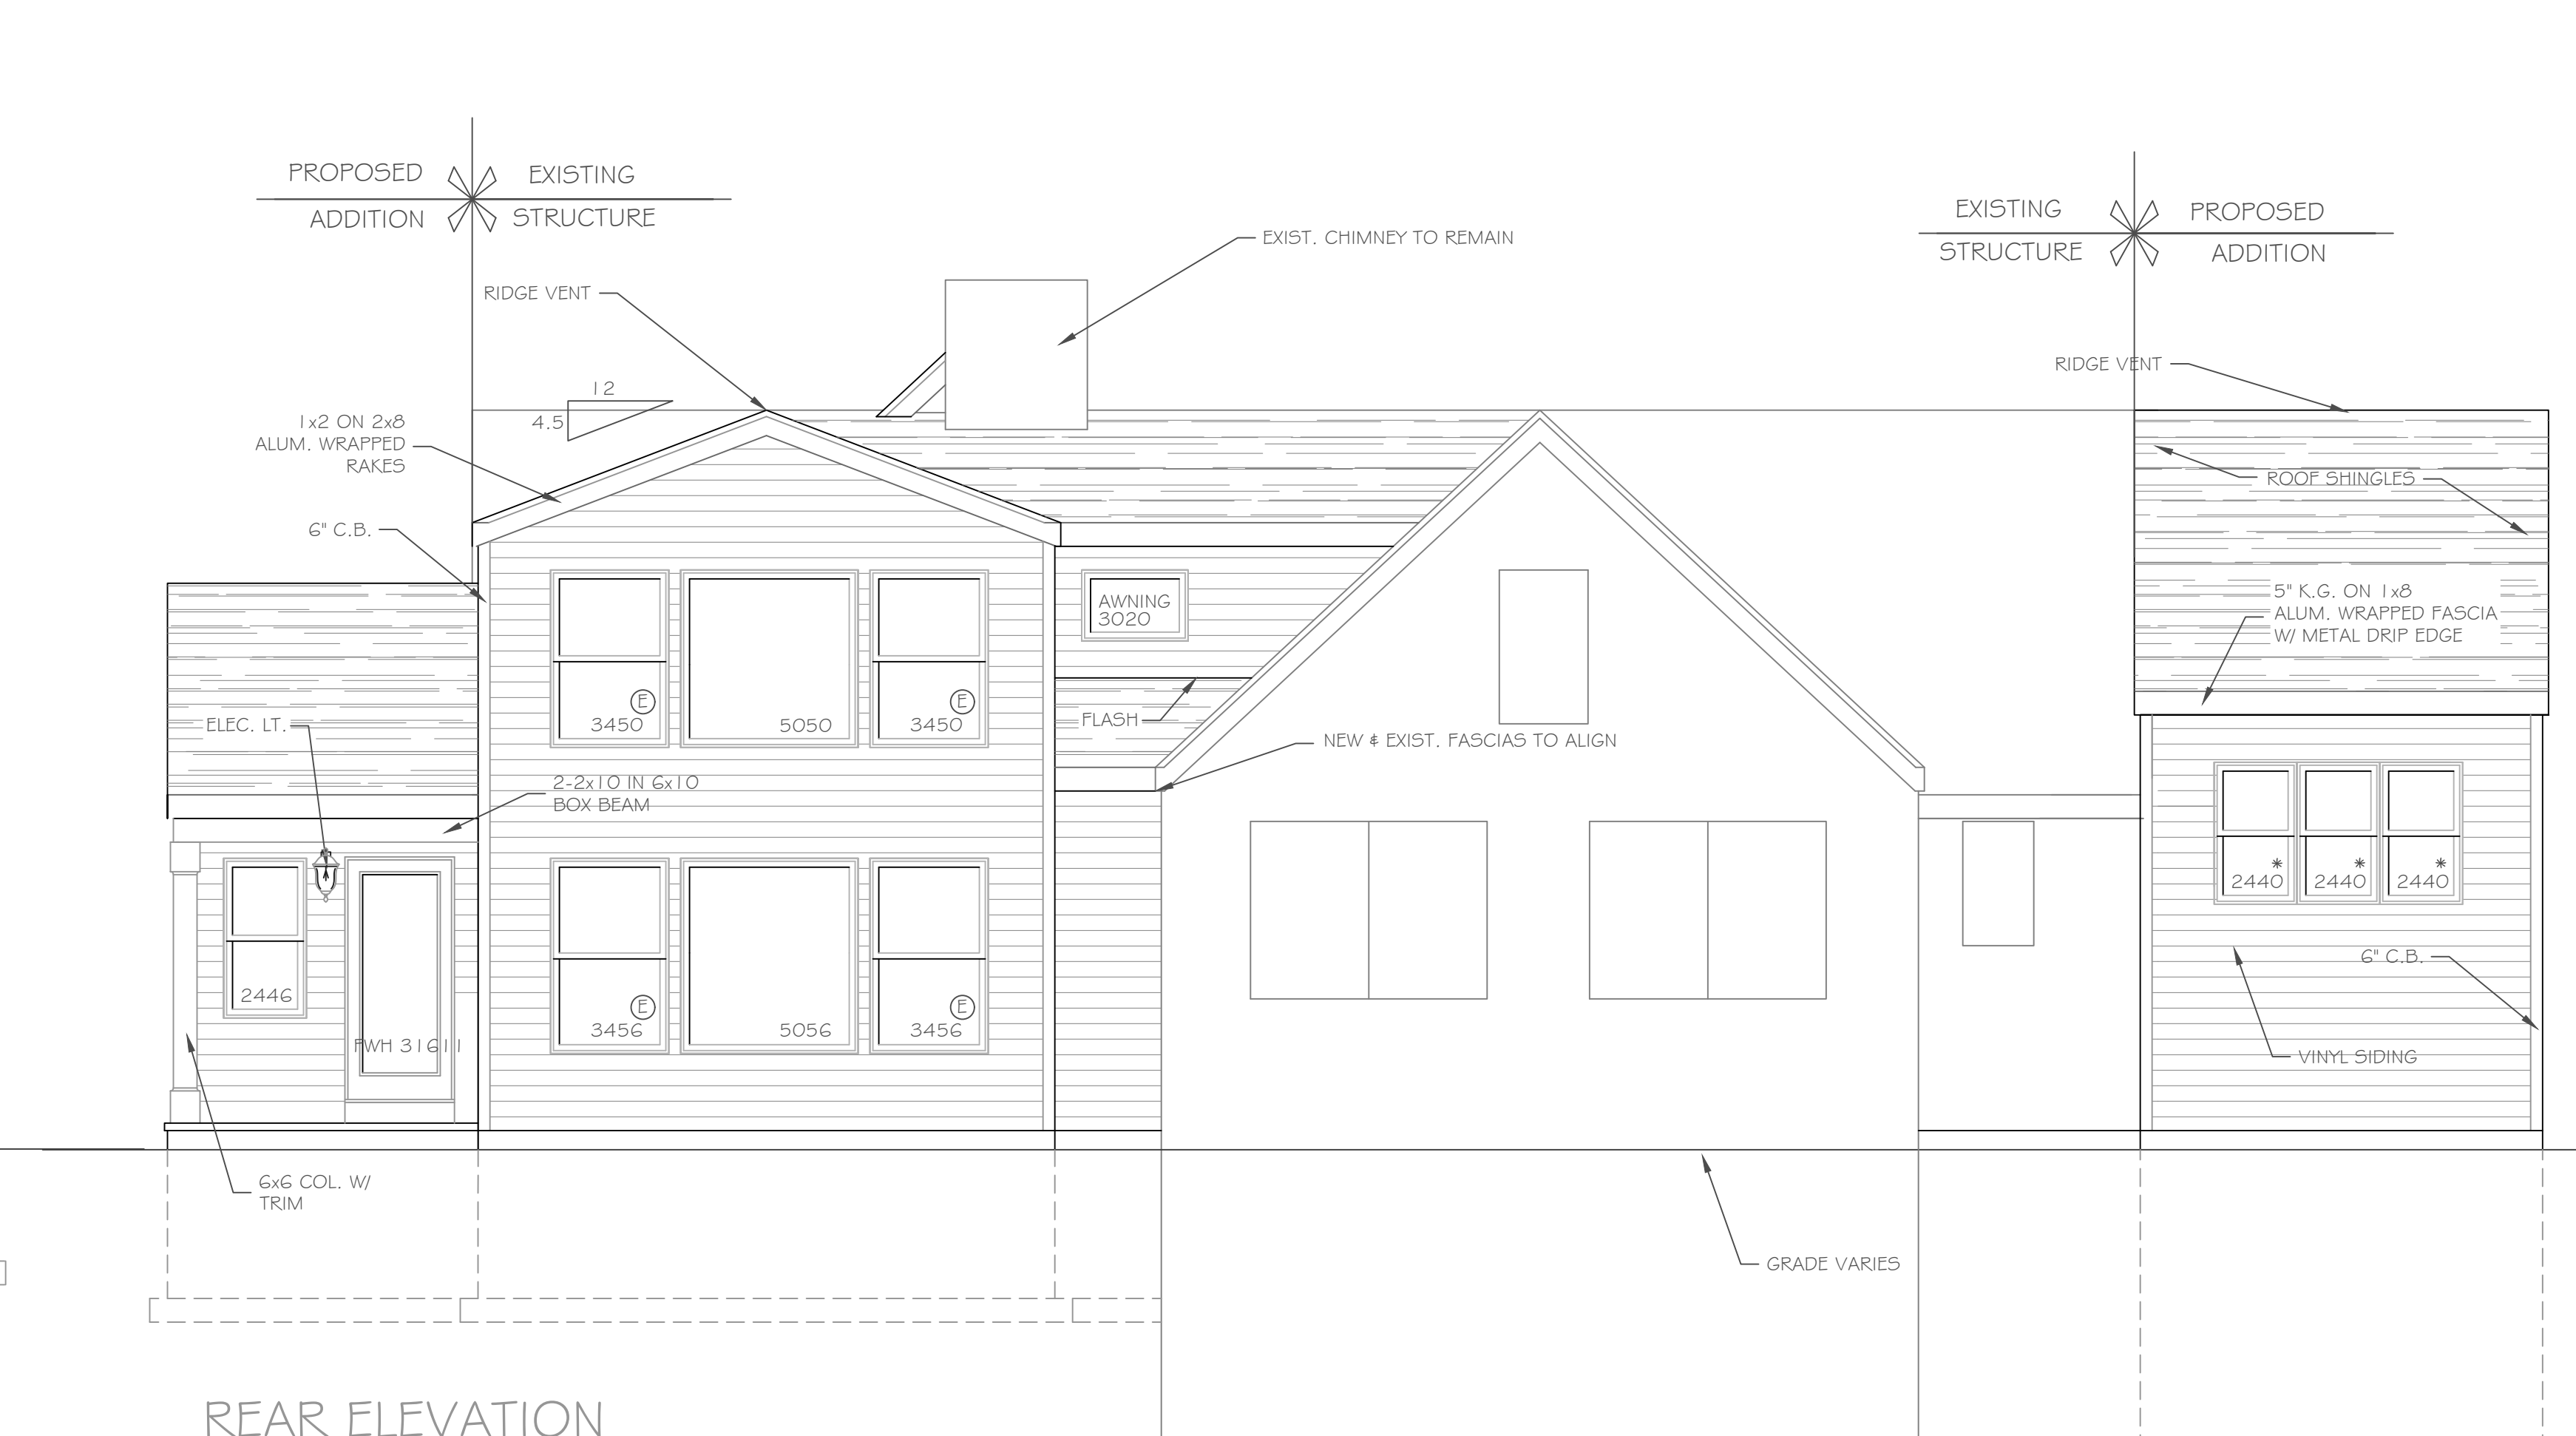 PROPOSED EXISTING
ADDITION STRUCTURE
EXISTING PROPOSED
STRUCTURE ADDITION
EXIST. CHIMNEY TO REMAIN
RIDGE VENT
RIDGE VENT
12
4.5
1x2 ON 2x8
ALUM. WRAPPED
RAKES
ROOF SHINGLES
6" C.B.
AWNING
3020
5" K.G. ON 1x8
ALUM. WRAPPED FASCIA
W/ METAL DRIP EDGE
E E
3450 5050 3450
ELEC. LT.
FLASH
NEW & EXIST. FASCIAS TO ALIGN
2-2x10 IN 6x10
BOX BEAM
* * *
2440 2440 2440
6" C.B.
2446
E E
3456 5056 3456
FWH 31611
VINYL SIDING
6x6 COL. W/
TRIM
GRADE VARIES
REAR ELEVATION